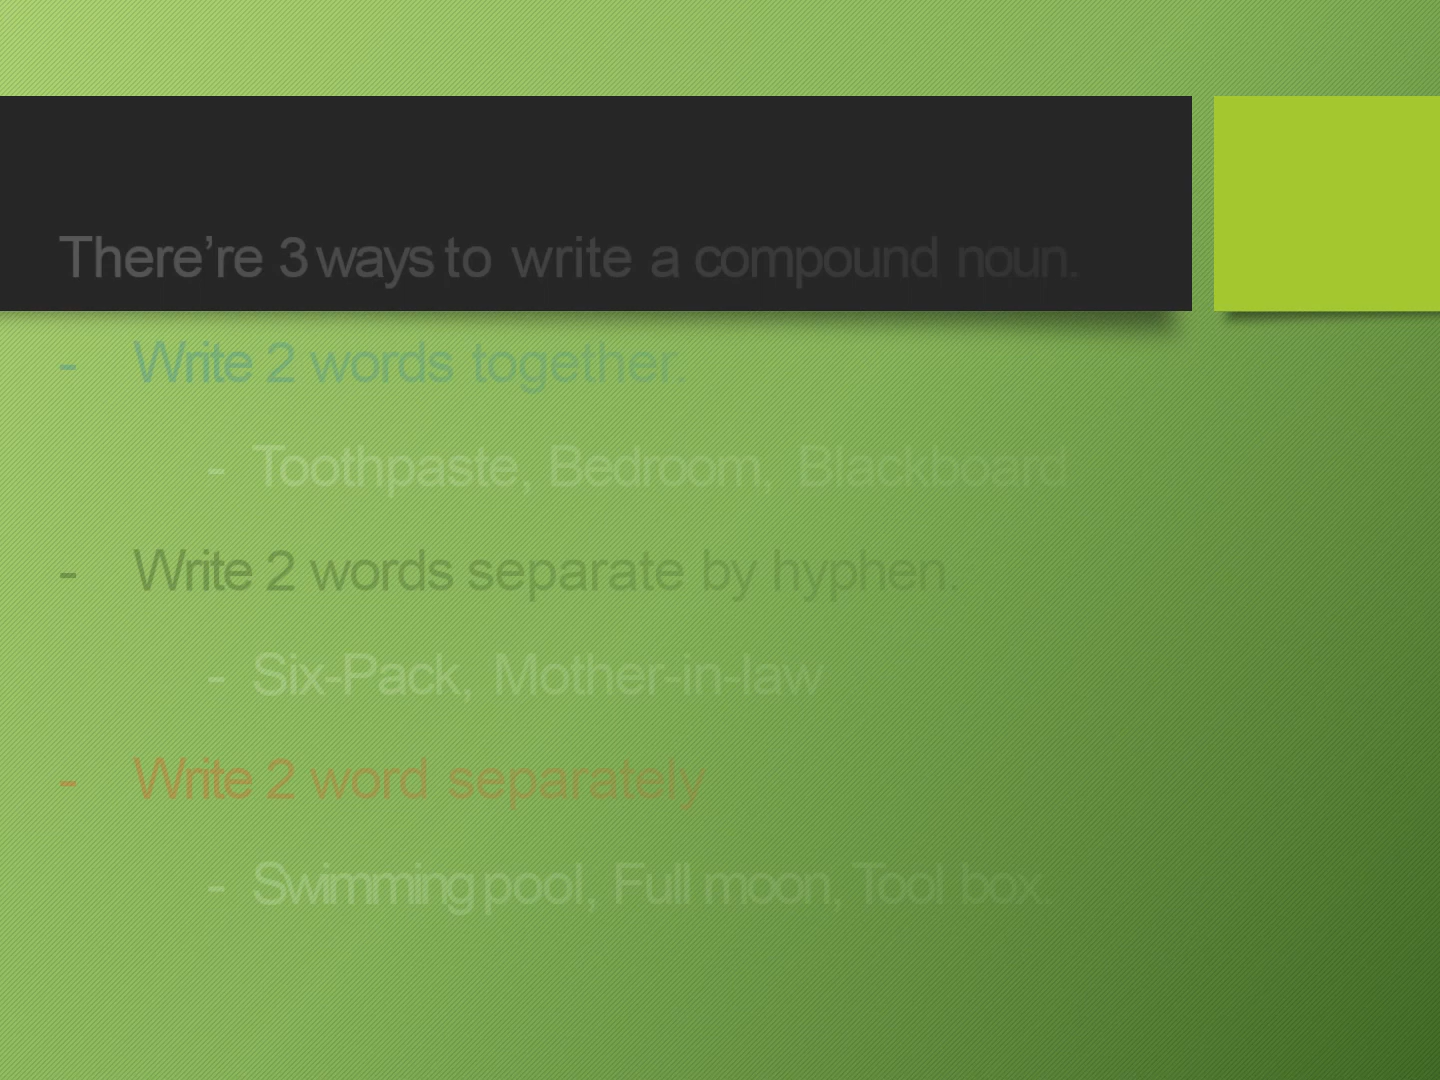 There’re 3 ways to write a compound noun.
- Write 2 words together.
- Toothpaste, Bedroom, Blackboard
- Write 2 words separate by hyphen.
- Six-Pack, Mother-in-law
- Write 2 word separately
- Swimming pool, Full moon, Tool box.